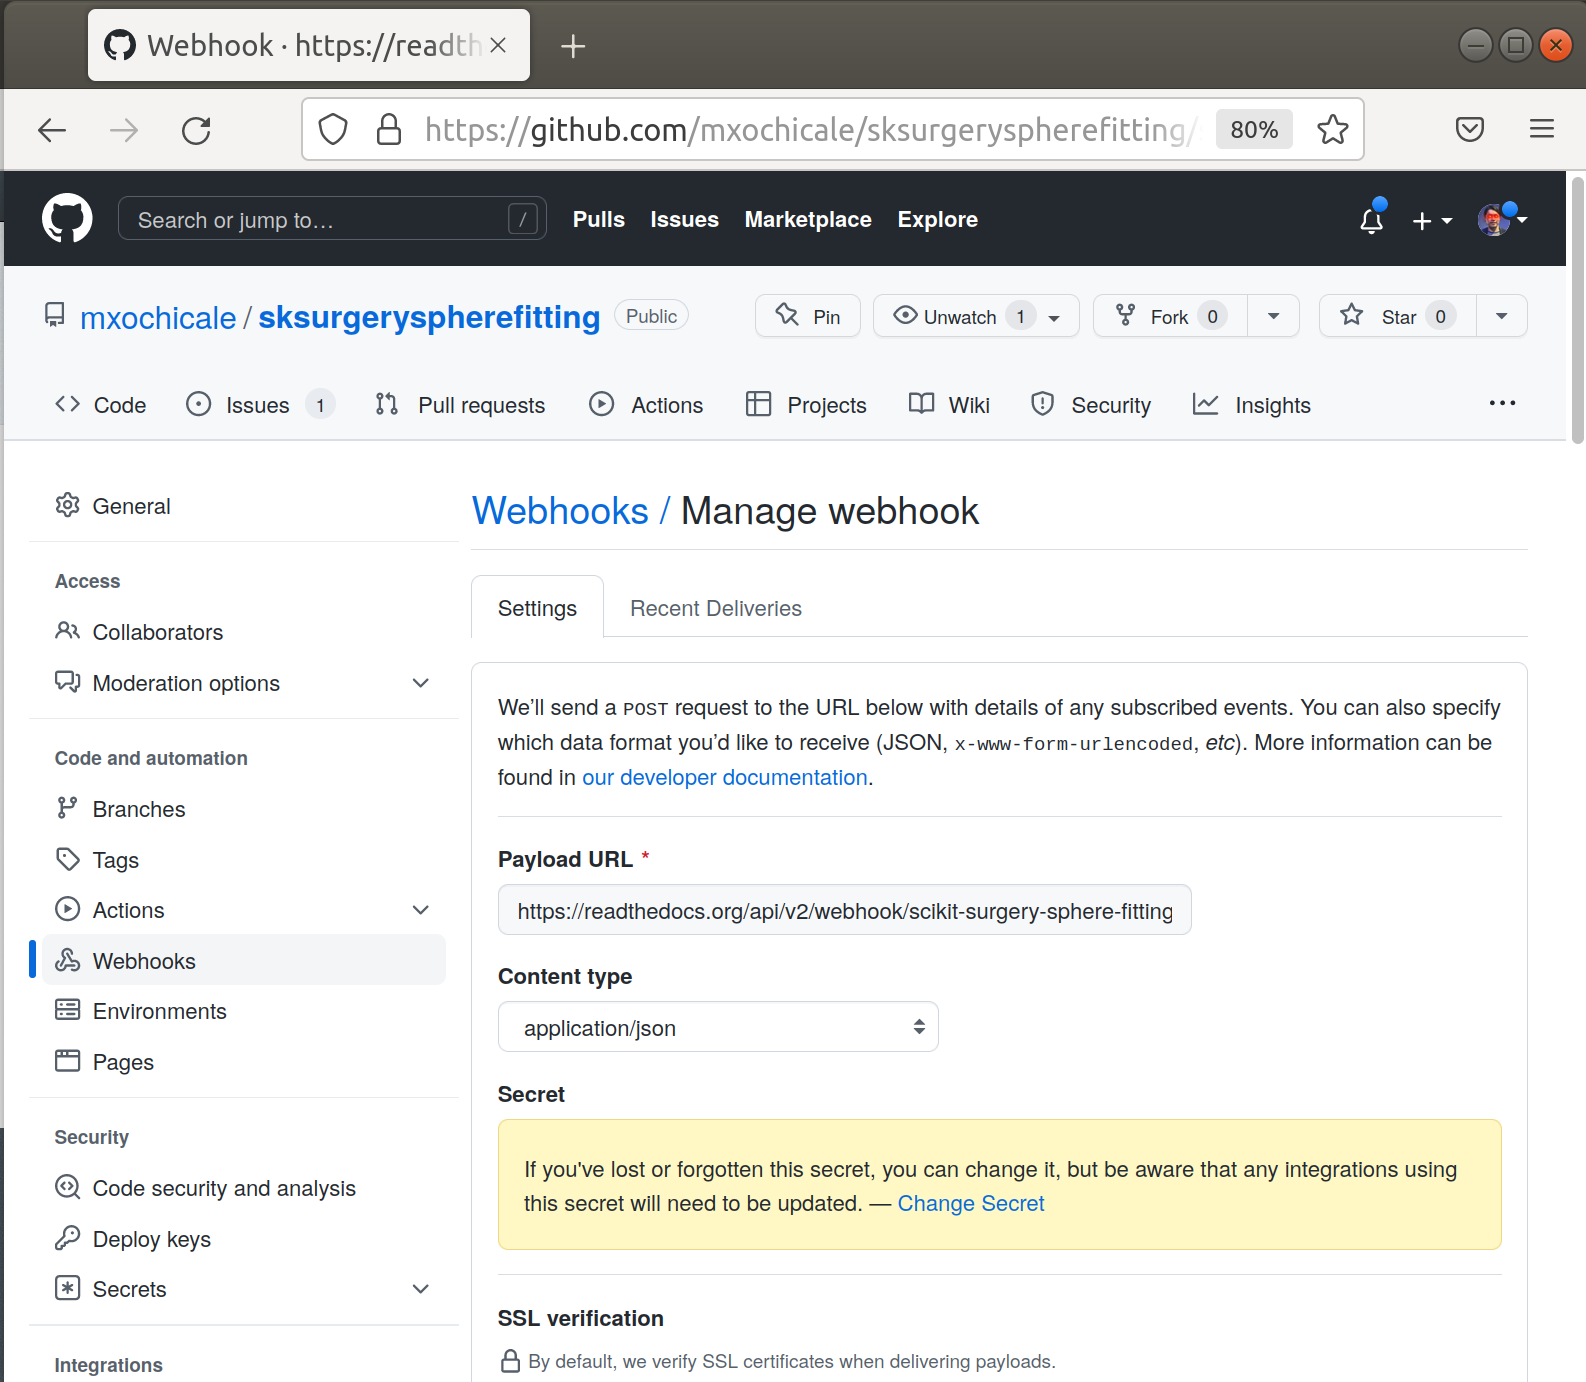 Webhook · https://readth
https://github.com/mxochicale/sksurgeryspherefitting/
80%
Search or jump to…
/
Pulls
Issues
Marketplace
Explore
mxochicale / sksurgeryspherefitting
Public
Pin
Unwatch 1
Fork 0
Star 0
Code
Issues 1
Pull requests
Actions
Projects
Wiki
Security
Insights
General
Access
Collaborators
Moderation options
Code and automation
Branches
Tags
Actions
Webhooks
Environments
Pages
Security
Code security and analysis
Deploy keys
Secrets
Integrations
Webhooks / Manage webhook
Settings
Recent Deliveries
We’ll send a POST request to the URL below with details of any subscribed events. You can also specify
which data format you’d like to receive (JSON, x-www-form-urlencoded, etc). More information can be
found in our developer documentation.
Payload URL *
https://readthedocs.org/api/v2/webhook/scikit-surgery-sphere-fitting
Content type
application/json
Secret
If you've lost or forgotten this secret, you can change it, but be aware that any integrations using
this secret will need to be updated. — Change Secret
SSL verification
By default, we verify SSL certificates when delivering payloads.